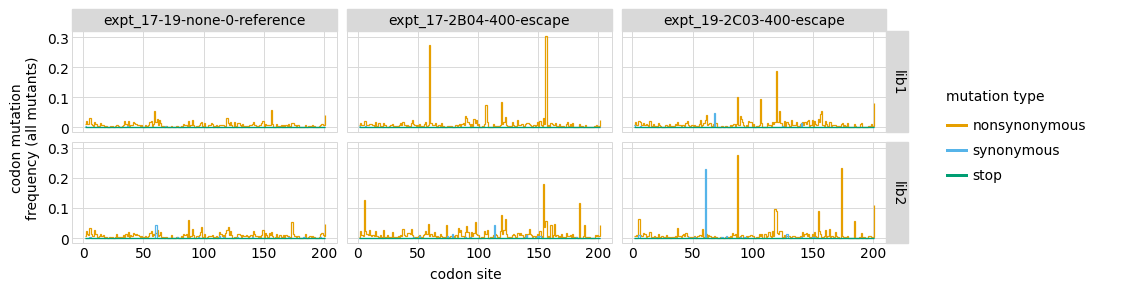 expt_17-19-none-0-reference
expt_17-2B04-400-escape
expt_19-2C03-400-escape
codon mutation
frequency (all mutants)
0.3
0.2
0.1
0
lib1
0.3
0.2
0.1
0
lib2
0
50
100
150
200
0
50
100
150
200
0
50
100
150
200
codon site
mutation type
nonsynonymous
synonymous
stop